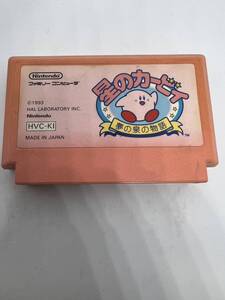 Nintendo
ファミリー コンピュータ
©1993
HAL LABORATORY INC.
Nintendo
HVC-KI
MADE IN JAPAN
星のカービィ
夢の泉の物語